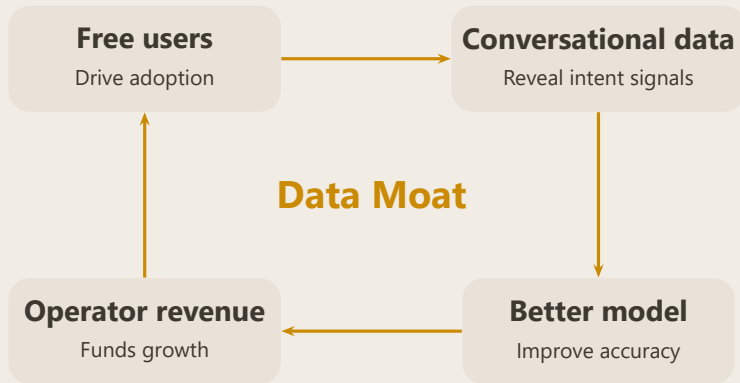 Free users
Drive adoption
Conversational data
Reveal intent signals
Data Moat
Operator revenue
Funds growth
Better model
Improve accuracy